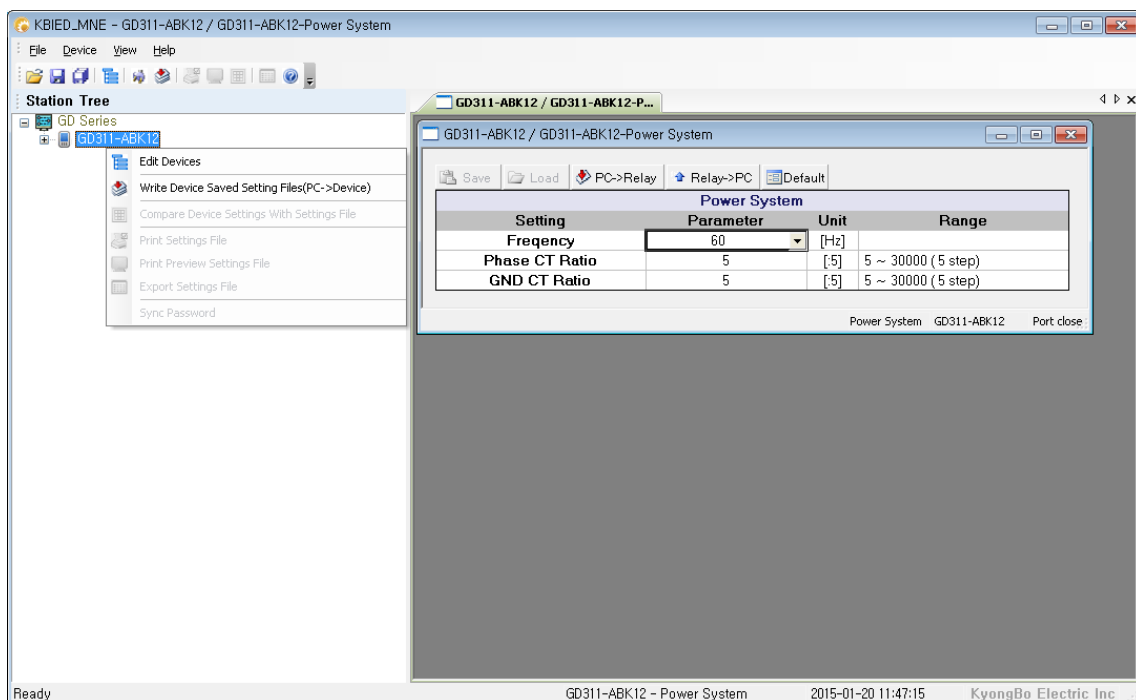 KBIED_MNE - GD311-ABK12 / GD311-ABK12-Power System
File Device View Help
Station Tree
GD Series
GD311-ABK12
Edit Devices
Write Device Saved Setting Files(PC->Device)
Compare Device Settings With Settings File
Print Settings File
Print Preview Settings File
Export Settings File
Sync Password
GD311-ABK12 / GD311-ABK12-P...
GD311-ABK12 / GD311-ABK12-Power System
Save Load PC->Relay Relay->PC Default
Power System
Setting Parameter Unit Range
Freqency 60 [Hz]
Phase CT Ratio 5 [:5] 5 ~ 30000 ( 5 step)
GND CT Ratio 5 [:5] 5 ~ 30000 ( 5 step)
Power System GD311-ABK12 Port close
Ready GD311-ABK12 - Power System 2015-01-20 11:47:15 KyongBo Electric Inc